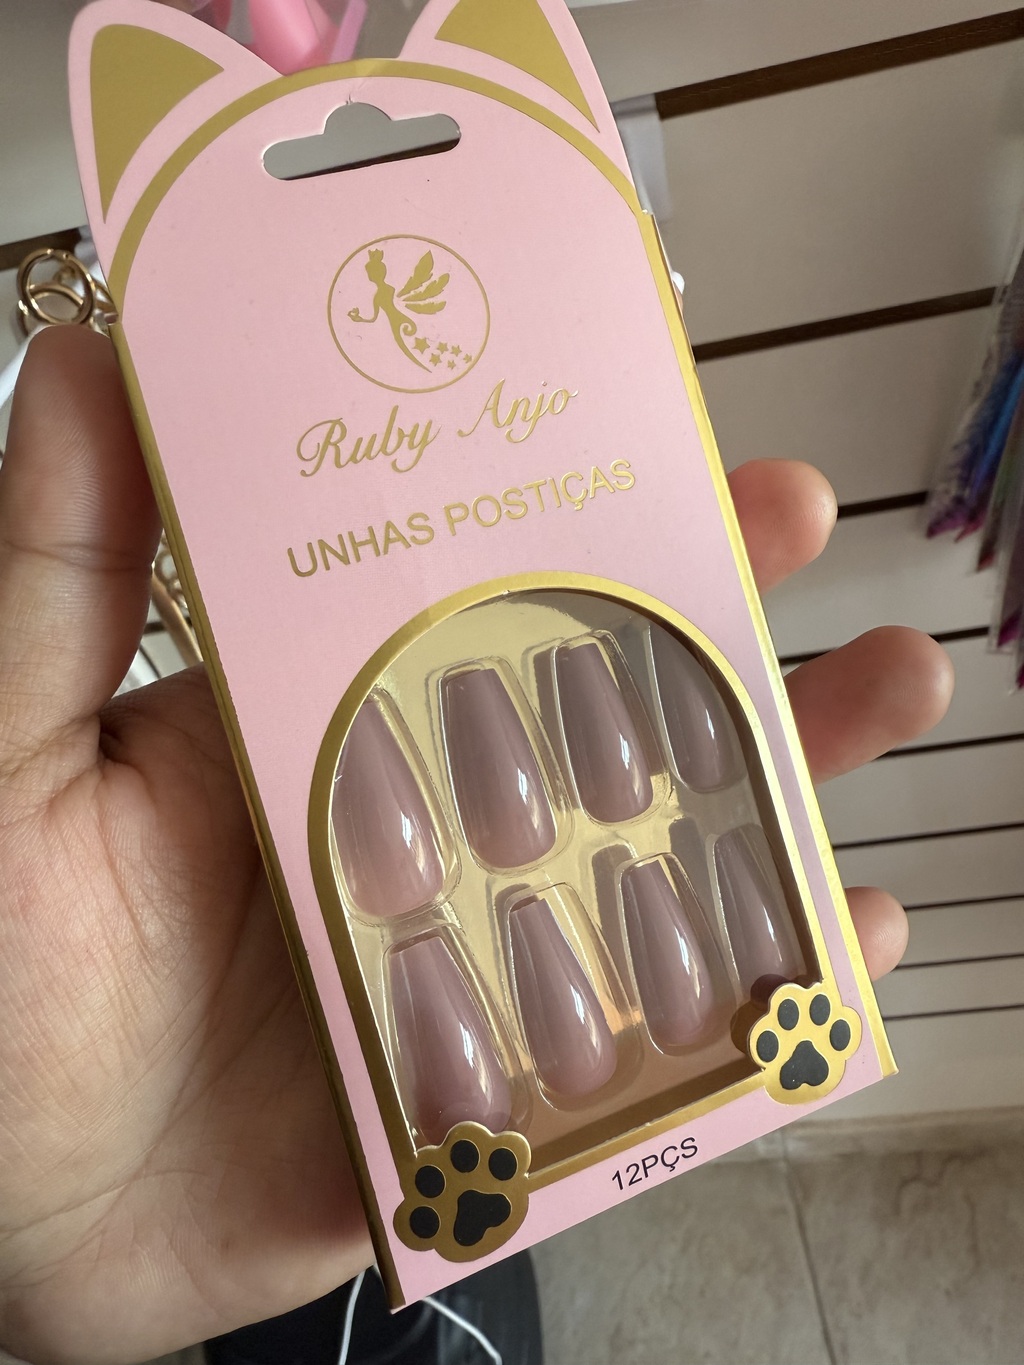 Ruby Anjo
UNHAS POSTIÇAS
12PÇS